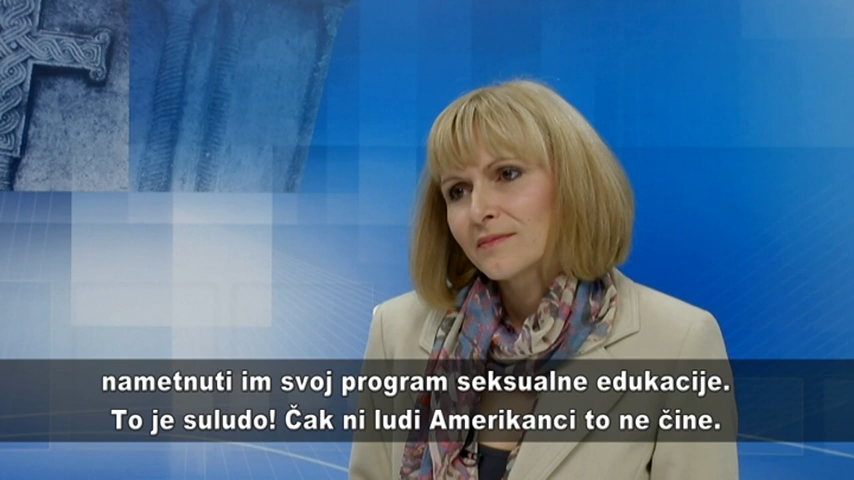 nametnuti im svoj program seksualne edukacije.
To je suludo! Čak ni ludi Amerikanci to ne čine.